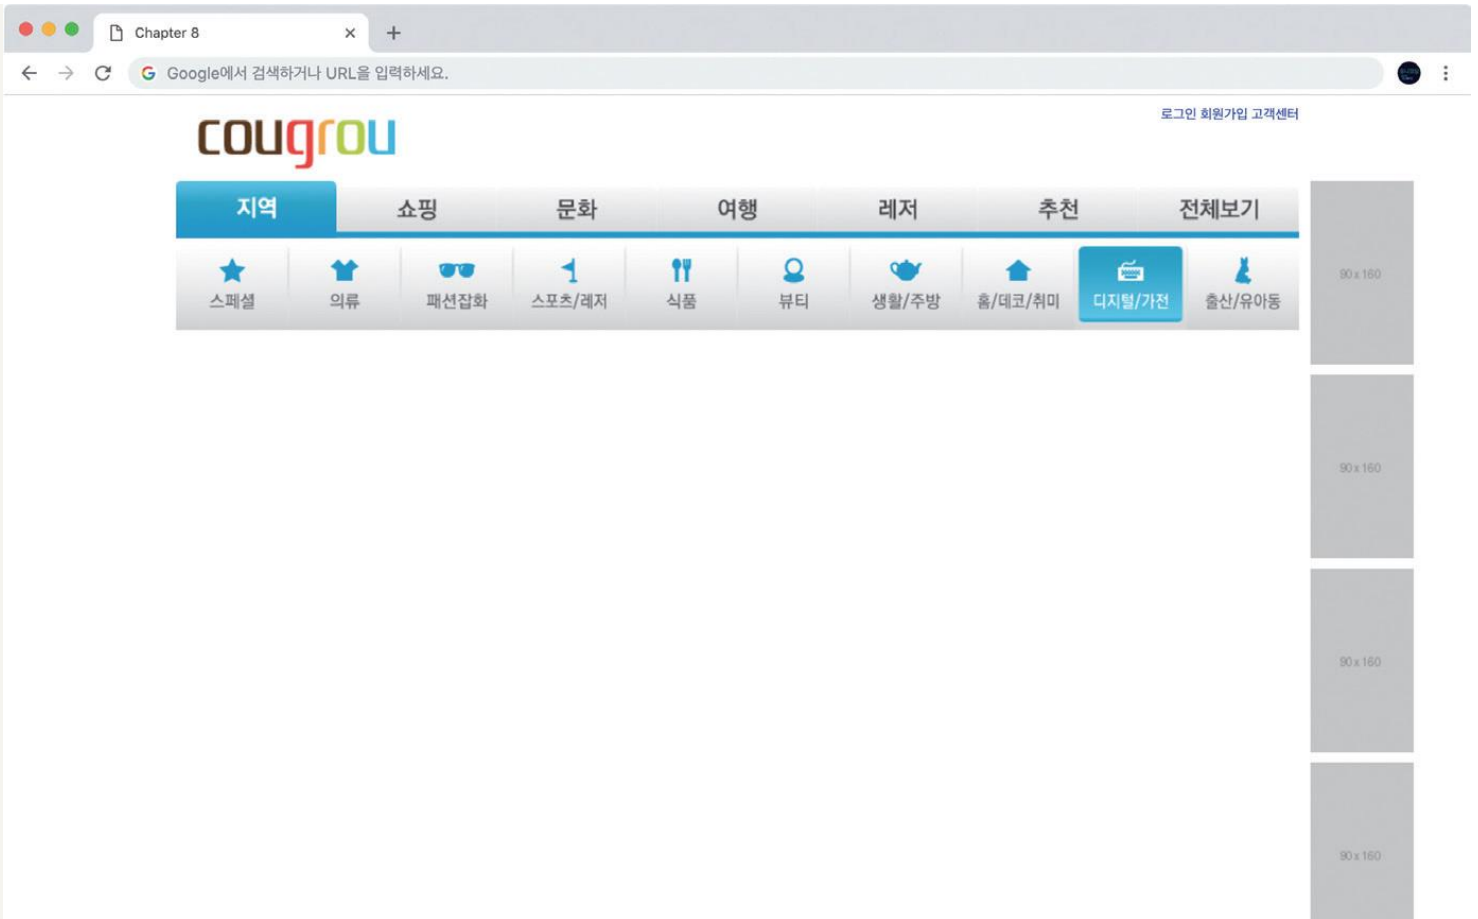 Chapter 8
Google에서 검색하거나 URL을 입력하세요.
로그인 회원가입 고객센터
cougrou
지역 쇼핑 문화 여행 레저 추천 전체보기
스페셜 의류 패션잡화 스포츠/레저 식품 뷰티 생활/주방 홈/데코/취미 디지털/가전 출산/유아동
90 x 160
90 x 160
90 x 160
90 x 160